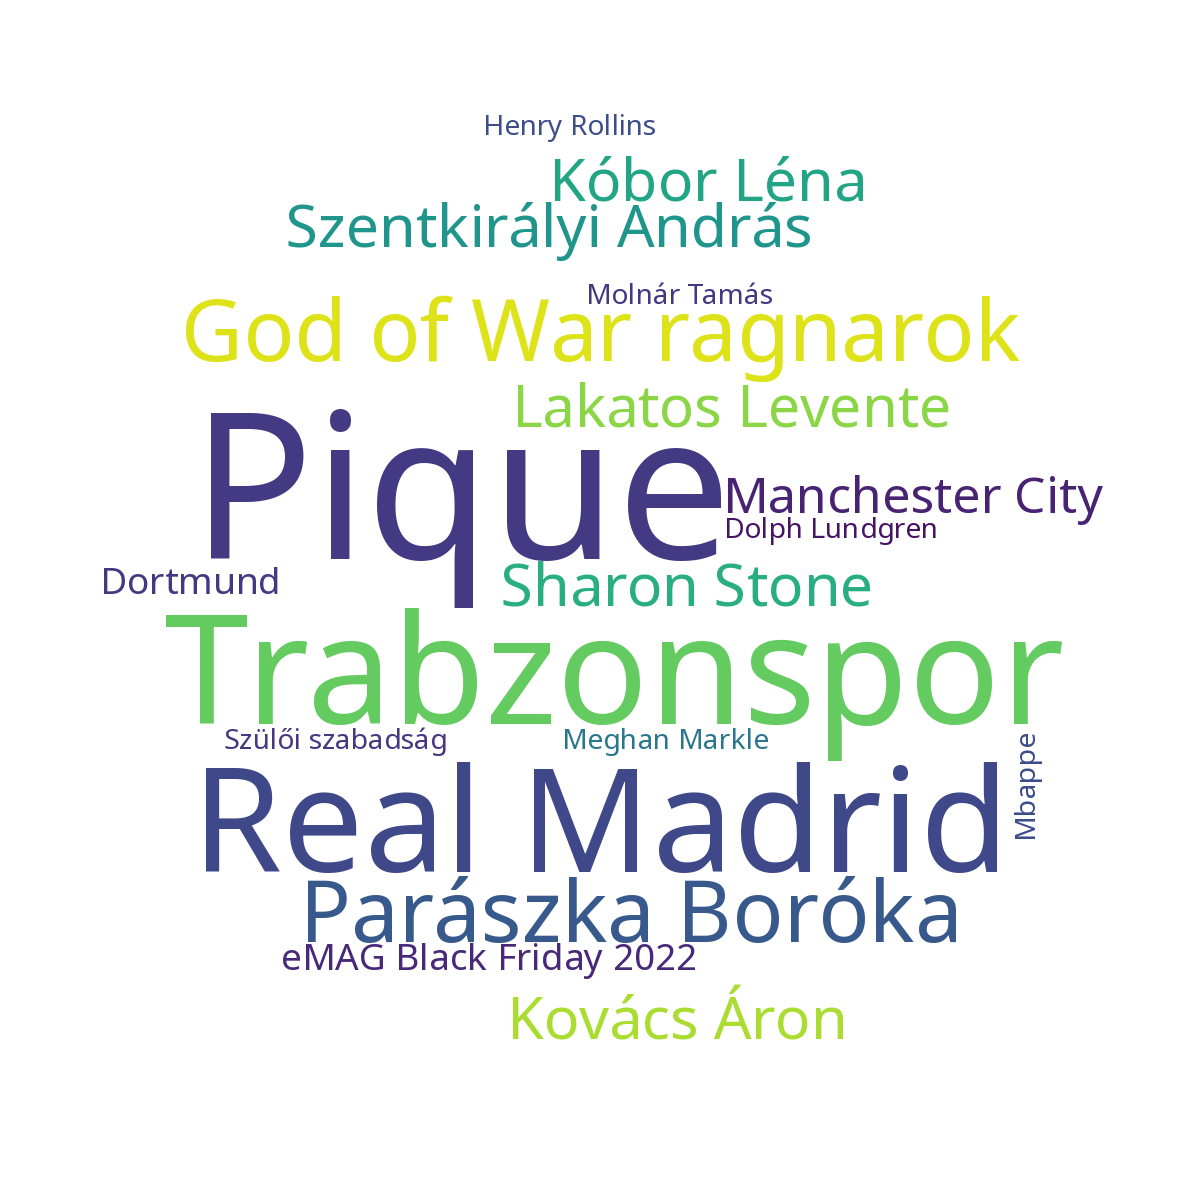 Henry Rollins
Kóbor Léna
Szentkirályi András
Molnár Tamás
God of War ragnarok
Lakatos Levente
Pique
Manchester City
Dolph Lundgren
Dortmund
Sharon Stone
Trabzonspor
Szülői szabadság
Meghan Markle
Mbappe
Real Madrid
Parászka Boróka
eMAG Black Friday 2022
Kovács Áron